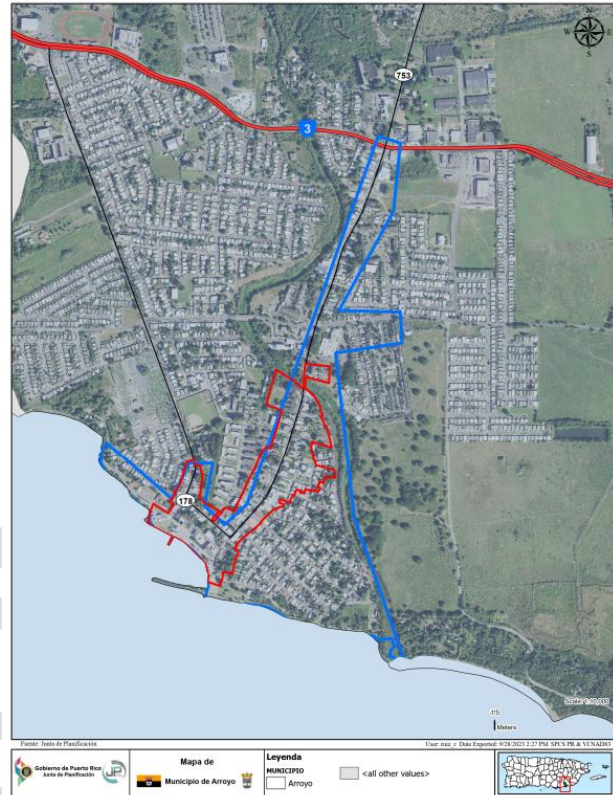 N
W E
S
753
3
178
Scale: 1:10,000
115
Meters
Fuente: Junta de Planificación
User: ruiz_r Date Exported: 9/28/2023 2:27 PM SPCS PR & VI NAD83
Gobierno de Puerto Rico
Junta de Planificación
JP
Mapa de
Municipio de Arroyo
Leyenda
MUNICIPIO
Arroyo
<all other values>